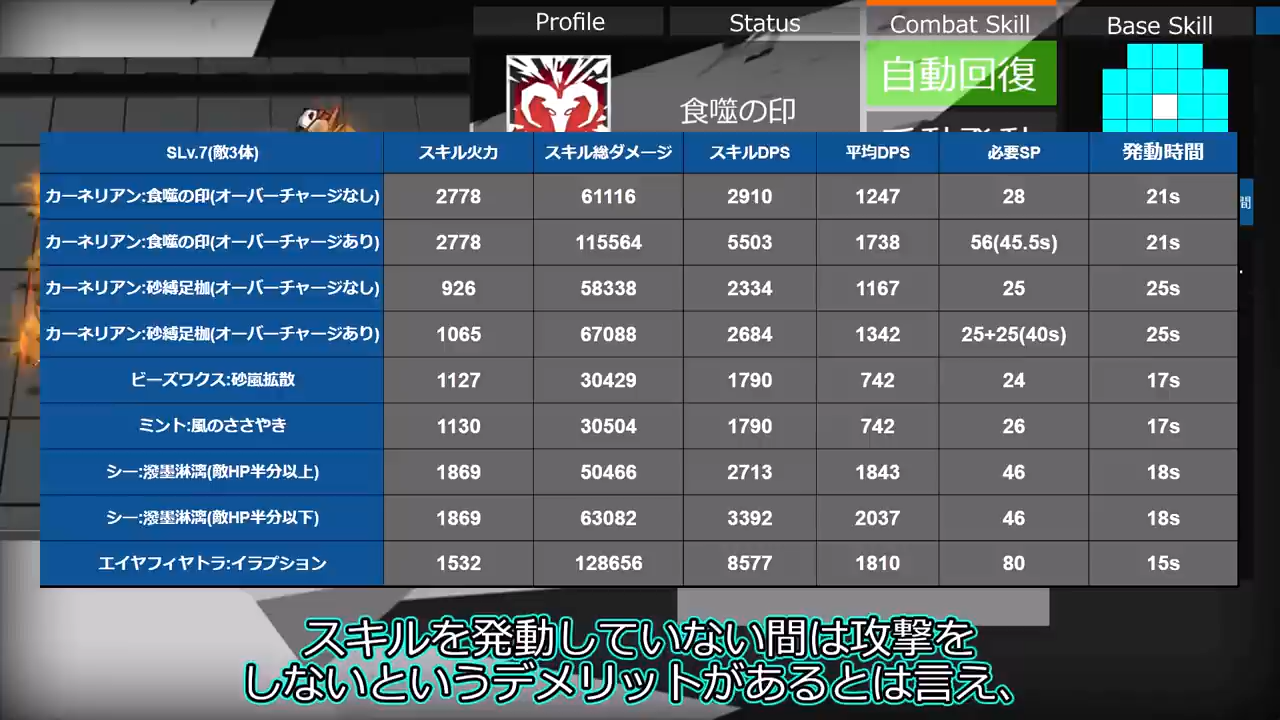 Profile
Status
Combat Skill
Base Skill
自動回復
食噬の印
SLv.7(敵3体) スキル火力 スキル総ダメージ スキルDPS 平均DPS 必要SP 発動時間
カーネリアン:食噬の印(オーバーチャージなし) 2778 61116 2910 1247 28 21s
カーネリアン:食噬の印(オーバーチャージあり) 2778 115564 5503 1738 56(45.5s) 21s
カーネリアン:砂縛足枷(オーバーチャージなし) 926 58338 2334 1167 25 25s
カーネリアン:砂縛足枷(オーバーチャージあり) 1065 67088 2684 1342 25+25(40s) 25s
ビーズワクス:砂嵐拡散 1127 30429 1790 742 24 17s
ミント:風のささやき 1130 30504 1790 742 26 17s
シー:潑墨淋漓(敵HP半分以上) 1869 50466 2713 1843 46 18s
シー:潑墨淋漓(敵HP半分以下) 1869 63082 3392 2037 46 18s
エイヤフィヤトラ:イラプション 1532 128656 8577 1810 80 15s
間
スキルを発動していない間は攻撃を
しないというデメリットがあるとは言え、